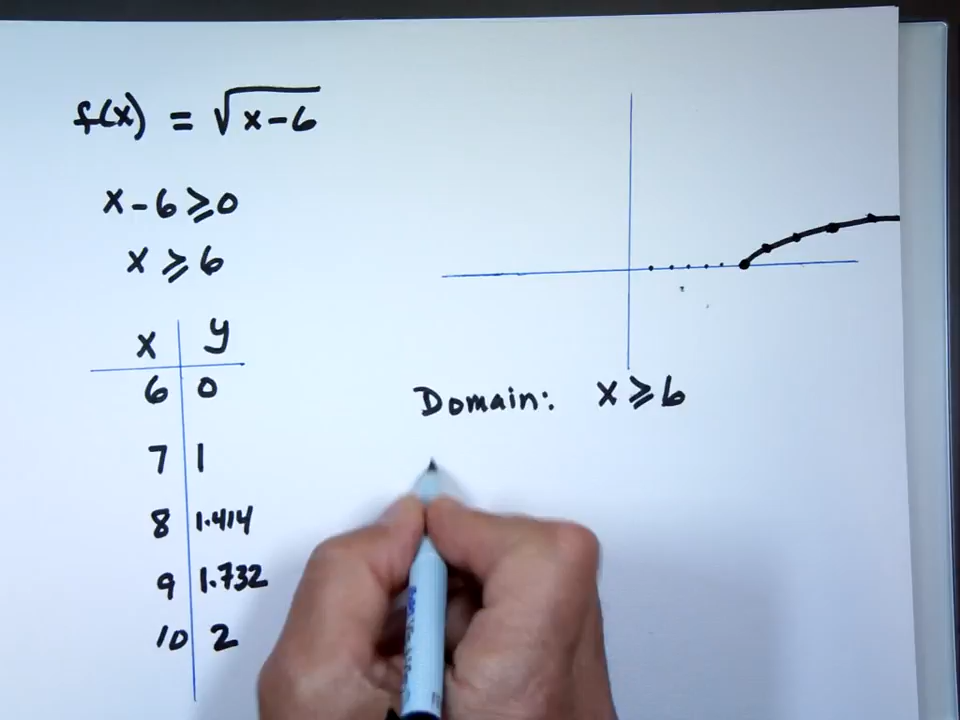 f(x) = √x-6
x-6 ≥ 0
x ≥ 6
x y
6 0
7 1
8 1.414
9 1.732
10 2
Domain: x ≥ 6